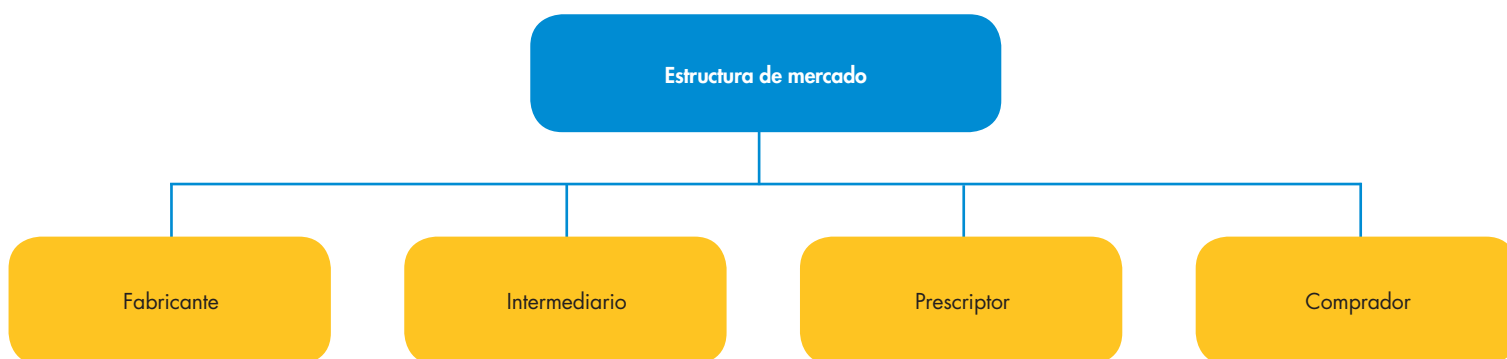 Estructura de mercado
Fabricante
Intermediario
Prescriptor
Comprador